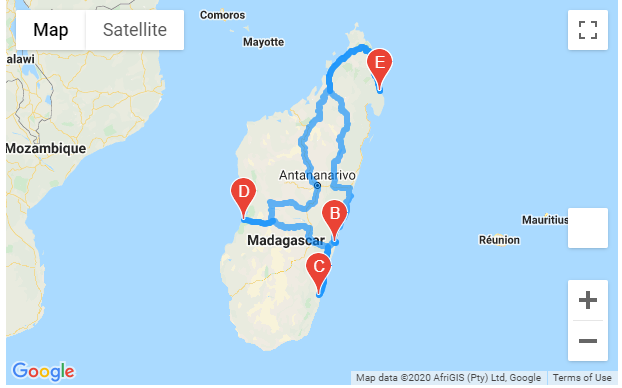 Map Satellite
Comoros
Mayotte
alawi
Mozambique
E
Antananarivo
D
B
Madagascar
C
Mauritius
Réunion
Google
Map data ©2020 AfriGIS (Pty) Ltd, Google Terms of Use